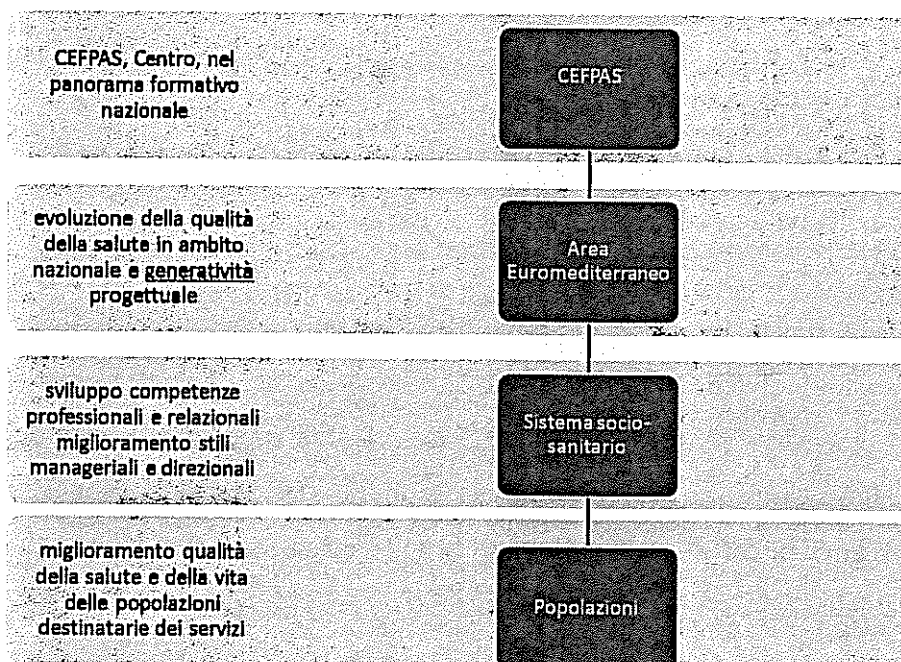 CEFPAS, Centro, nel
panorama formativo
nazionale
CEFPAS
evoluzione della qualità
della salute in ambito
nazionale e generatività
progettuale
Area
Euromediterraneo
sviluppo competenze
professionali e relazionali
miglioramento stili
manageriali e direzionali
Sistema socio-
sanitario
miglioramento qualità
della salute e della vita
delle popolazioni
destinatarie dei servizi
Popolazioni